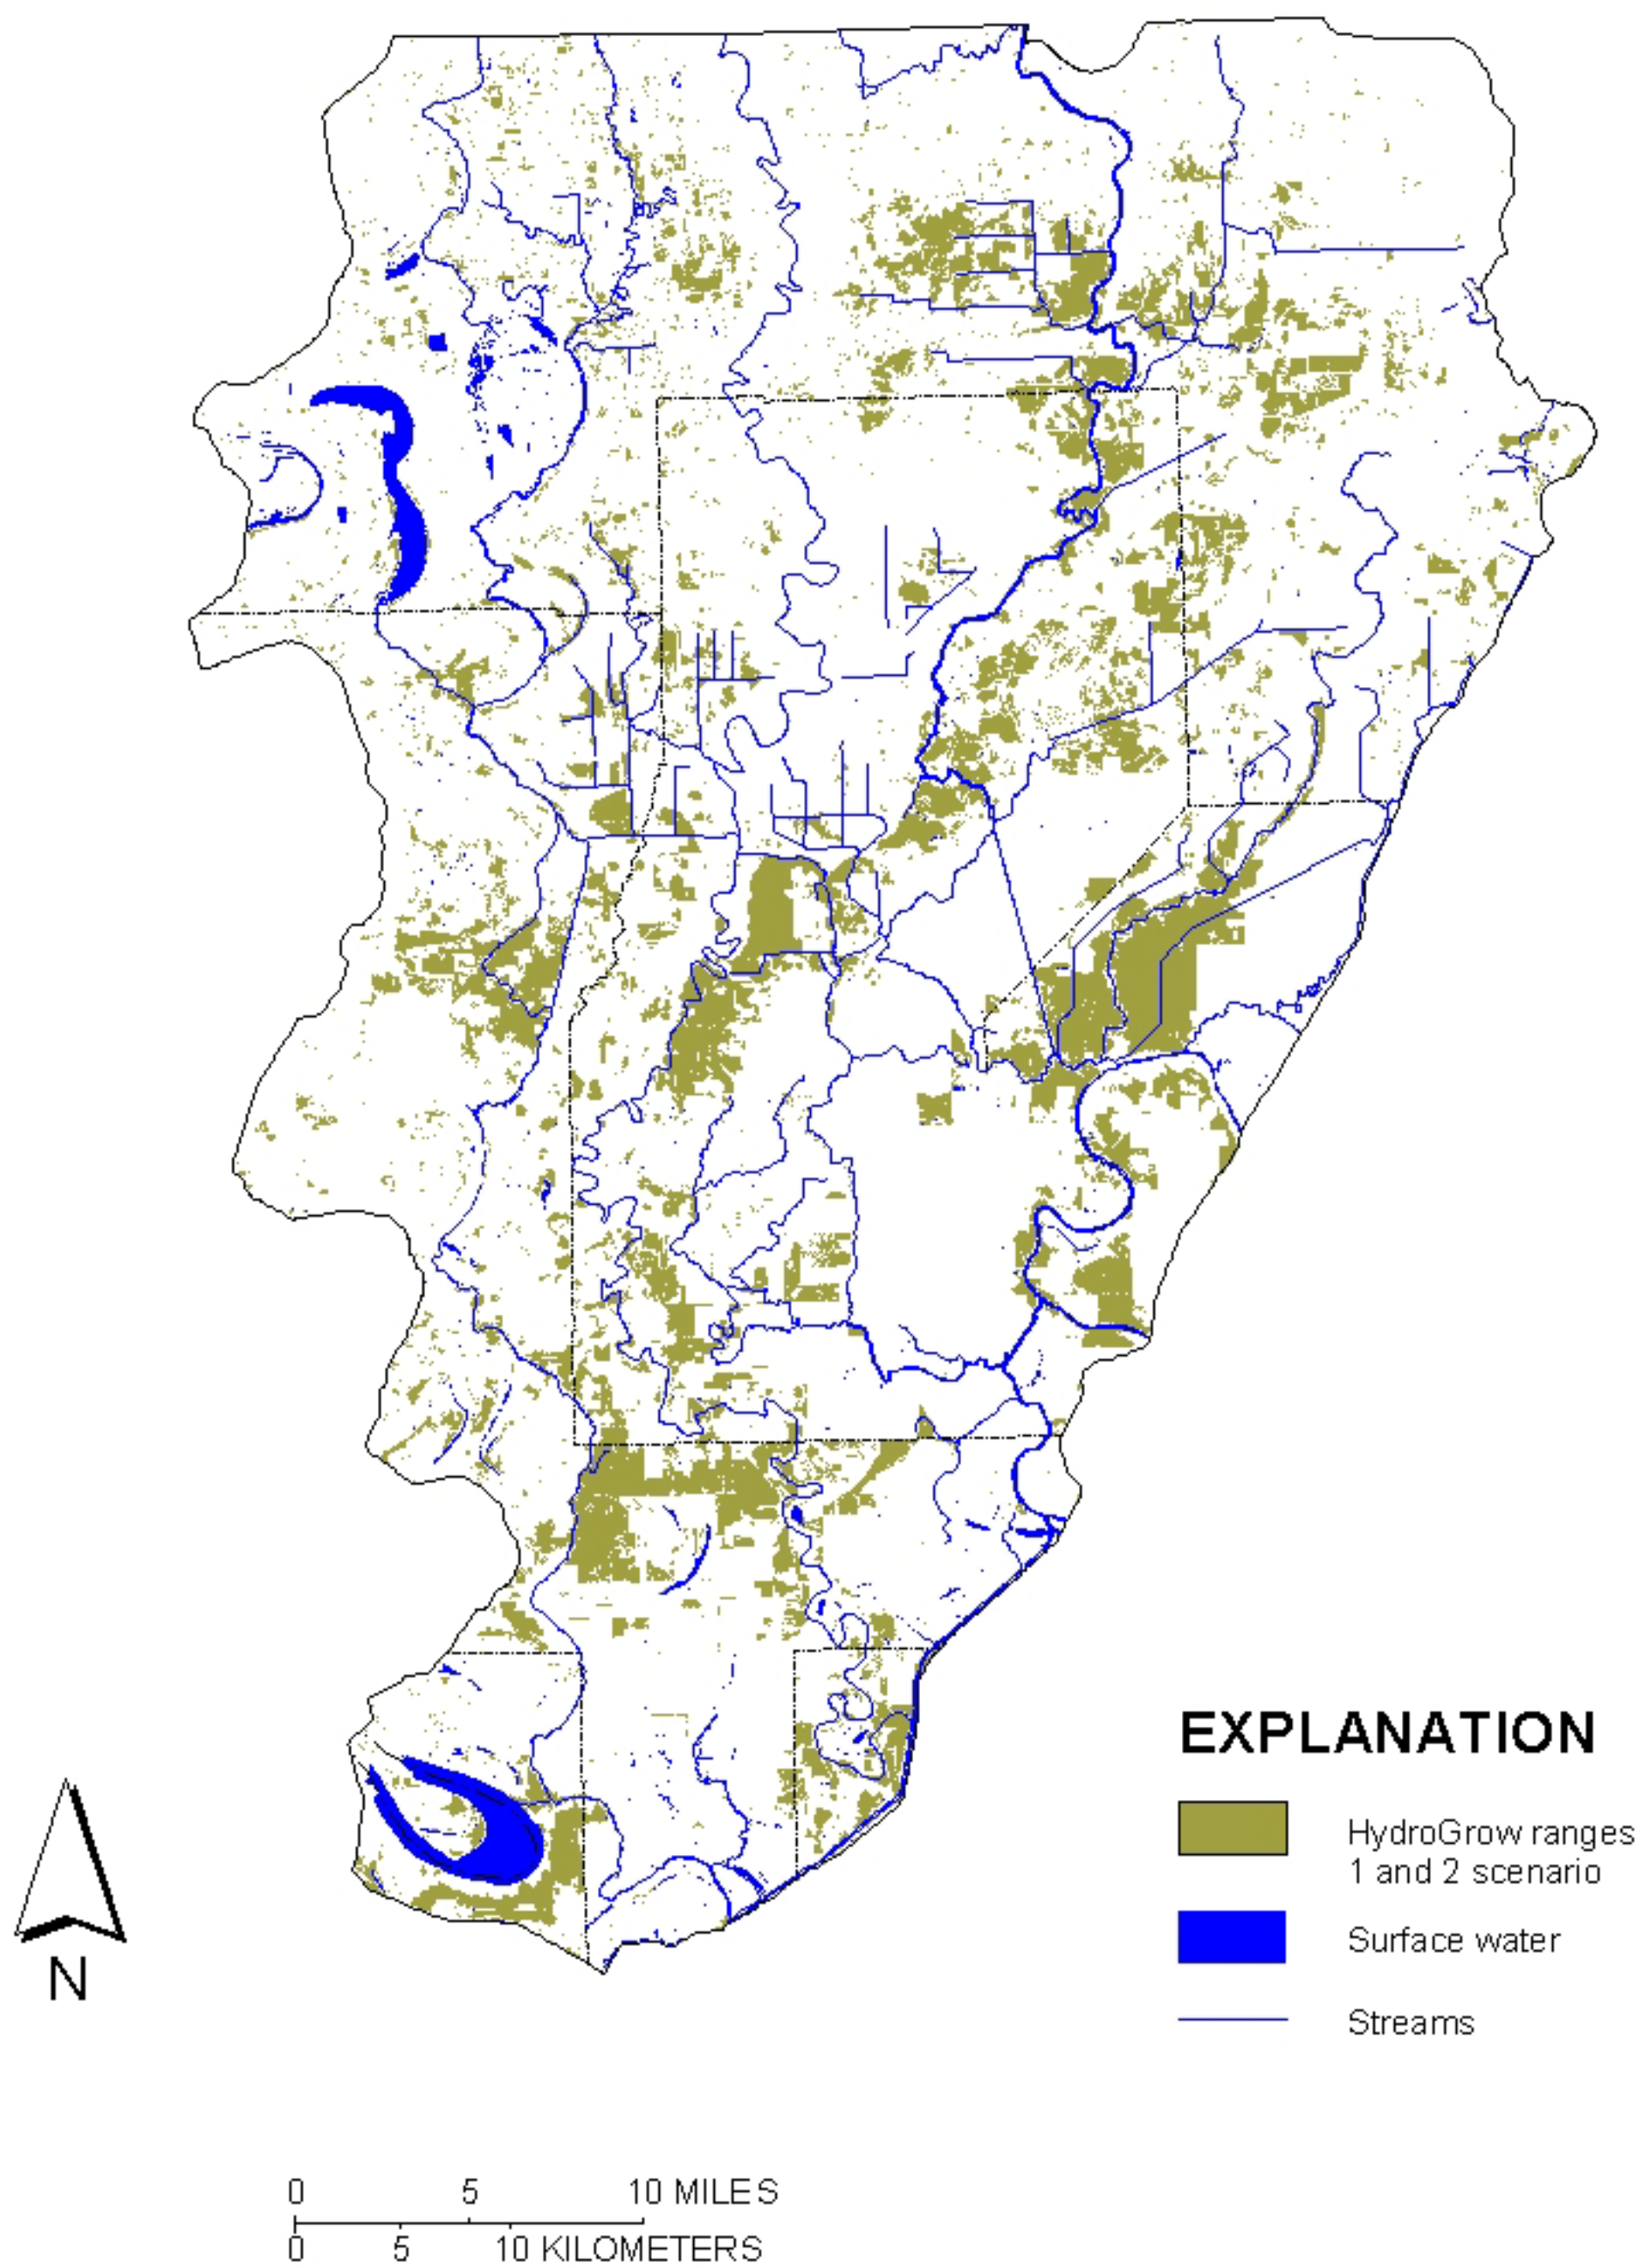 EXPLANATION
HydroGrow ranges
1 and 2 scenario
Surface water
Streams
N
0 5 10 MILES
0 5 10 KILOMETERS